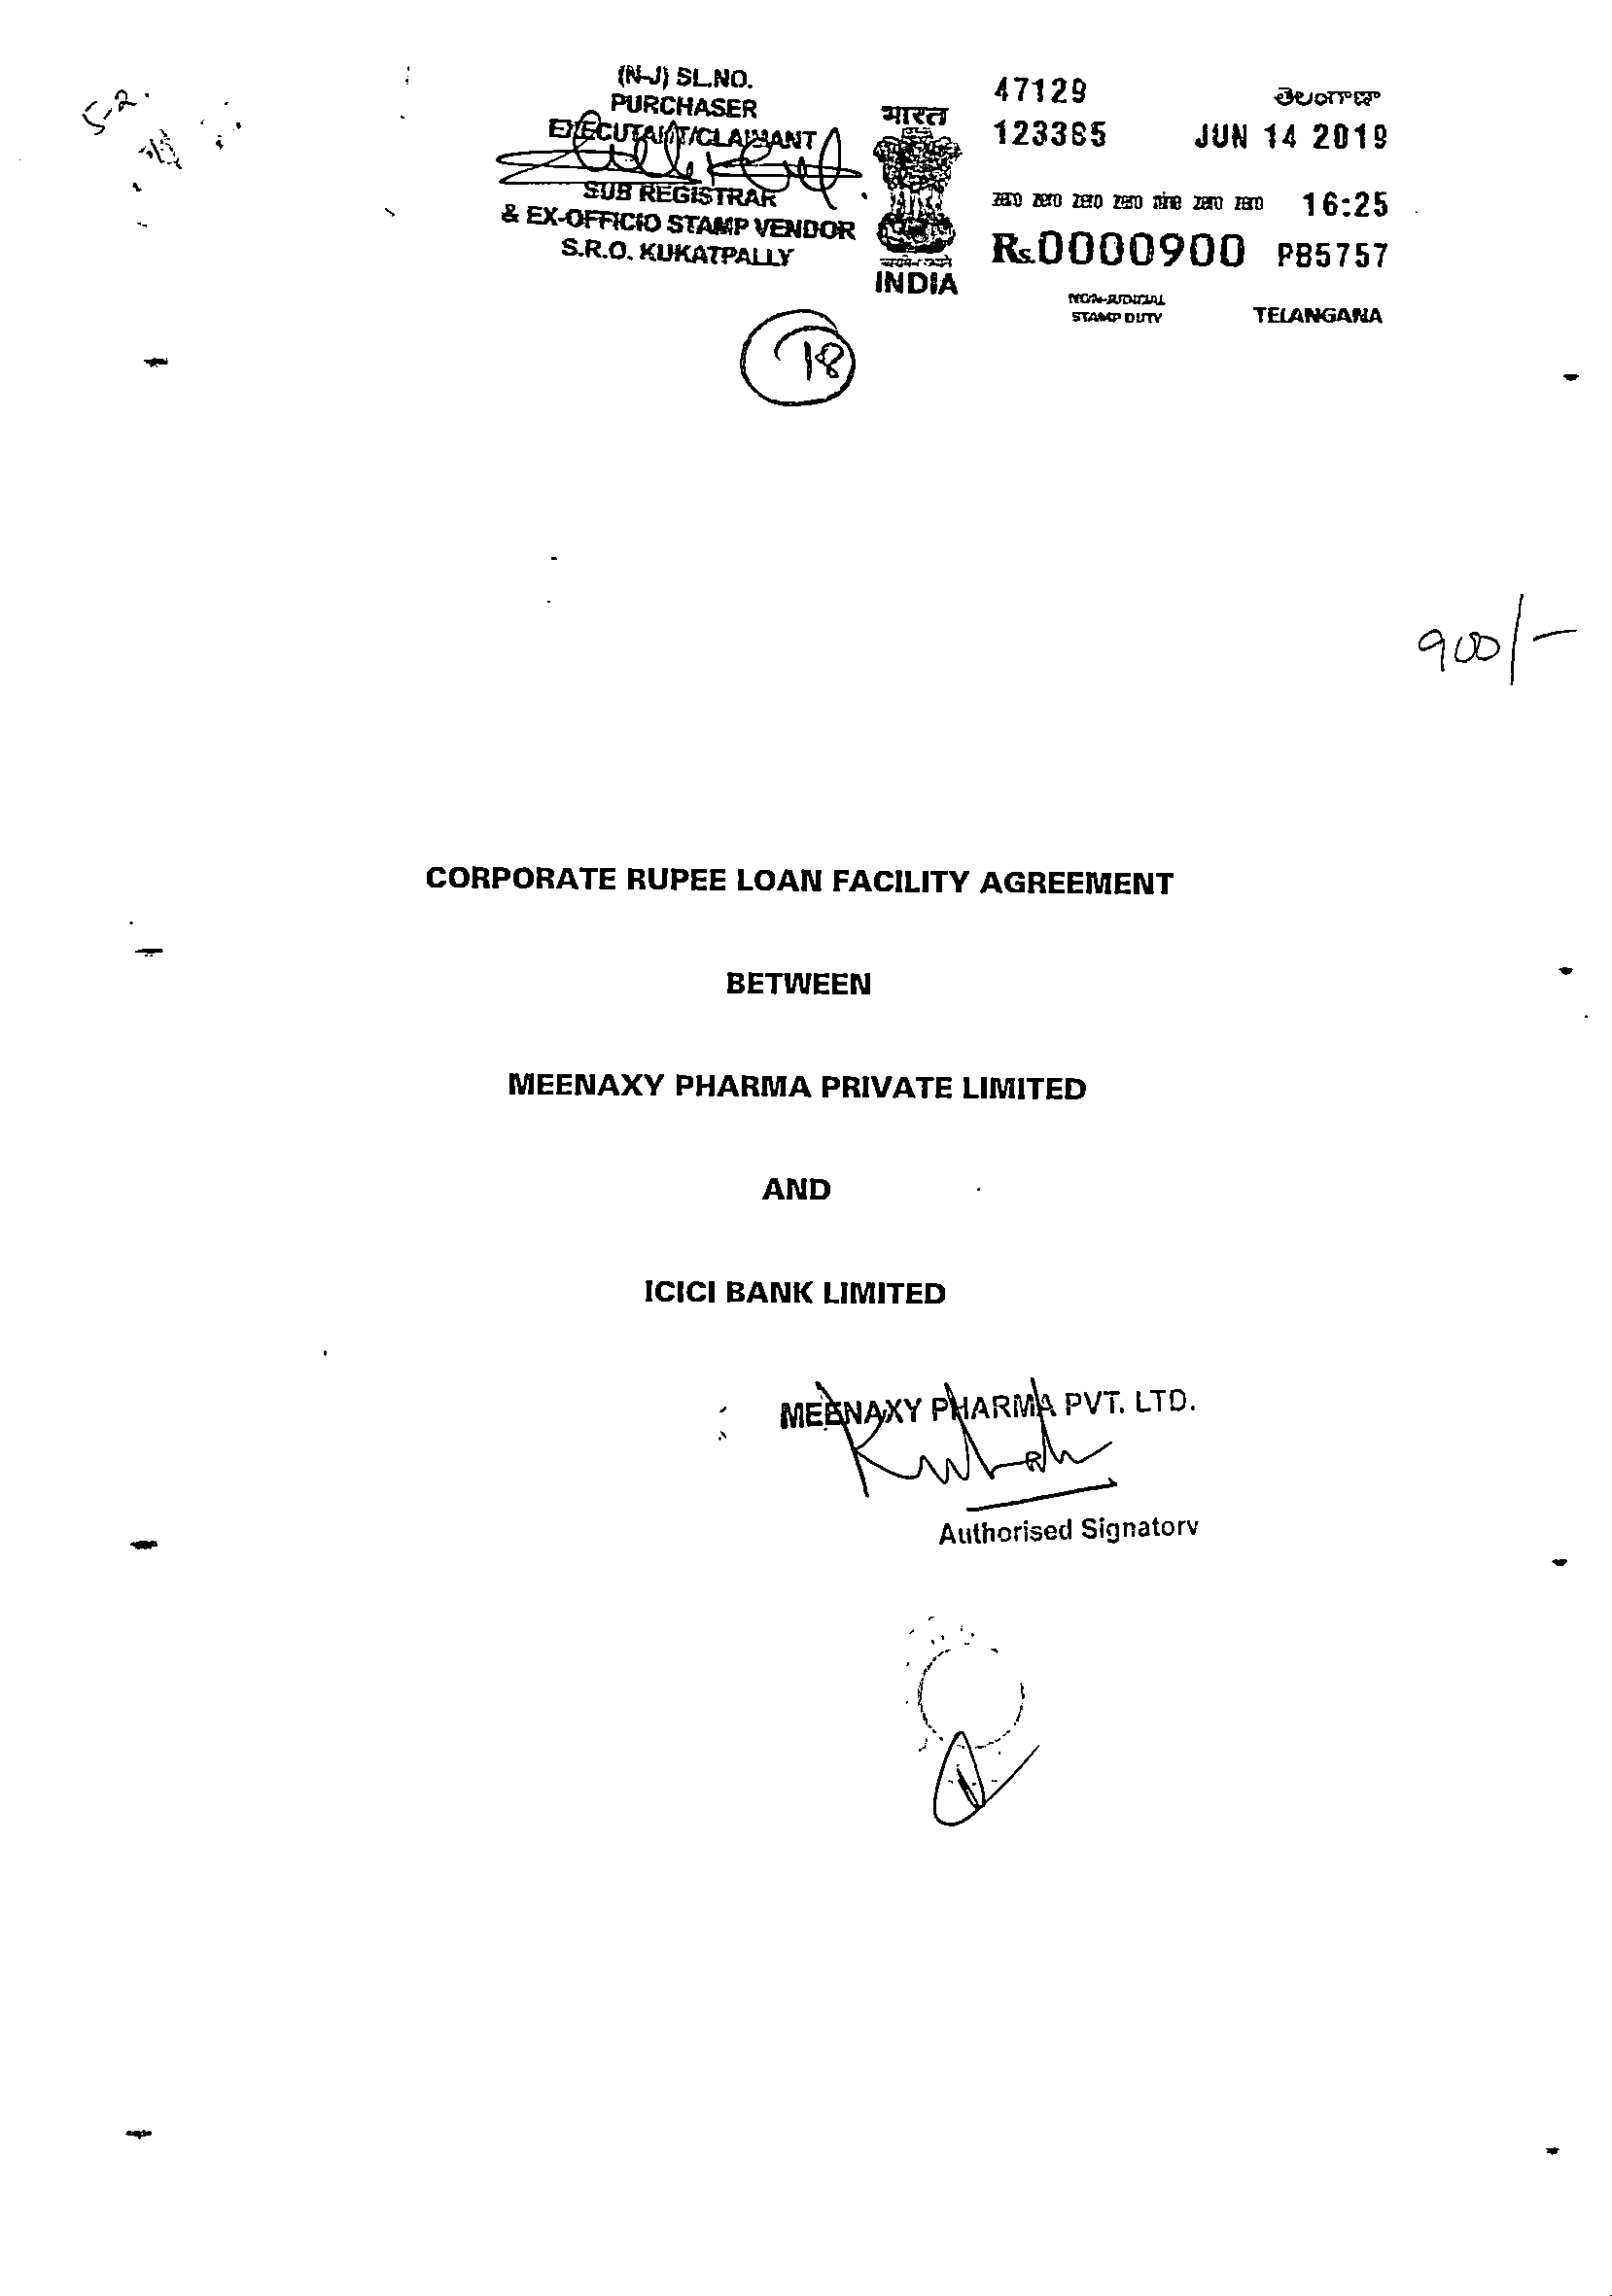 5-2.
(N-J) SL.NO.
PURCHASER
EXECUTANT/CLAIMANT
SUB REGISTRAR
& EX-OFFICIO STAMP VENDOR
S.R.O. KUKATPALLY
भारत
INDIA
47129 తెలంగాణా
123385 JUN 14 2019
zero zero zero zero nine zero zero 16:25
Rs.0000900 PB5757
NON-JUDICIAL
STAMP DUTY
TELANGANA
18
900/-
CORPORATE RUPEE LOAN FACILITY AGREEMENT
BETWEEN
MEENAXY PHARMA PRIVATE LIMITED
AND
ICICI BANK LIMITED
MEENAXY PHARMA PVT. LTD.
Authorised Signatory